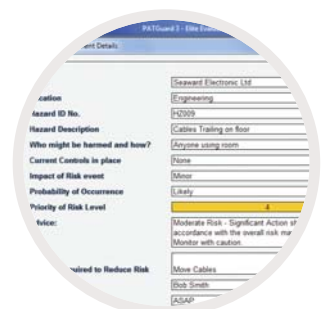 PATGuard 3 - Elite
ent Details
Seaward Electronic Ltd
cation Engineering
Hazard ID No. HZ009
Hazard Description Cables Trailing on floor
Who might be harmed and how? Anyone using room
Current Controls in place None
Impact of Risk event Minor
Probability of Occurrence Likely
Priority of Risk Level 4
dvice: Moderate Risk - Significant Action sh
accordance with the overall risk
Monitor with caution.
uired to Reduce Risk Move Cables
Bob Smith
ASAP